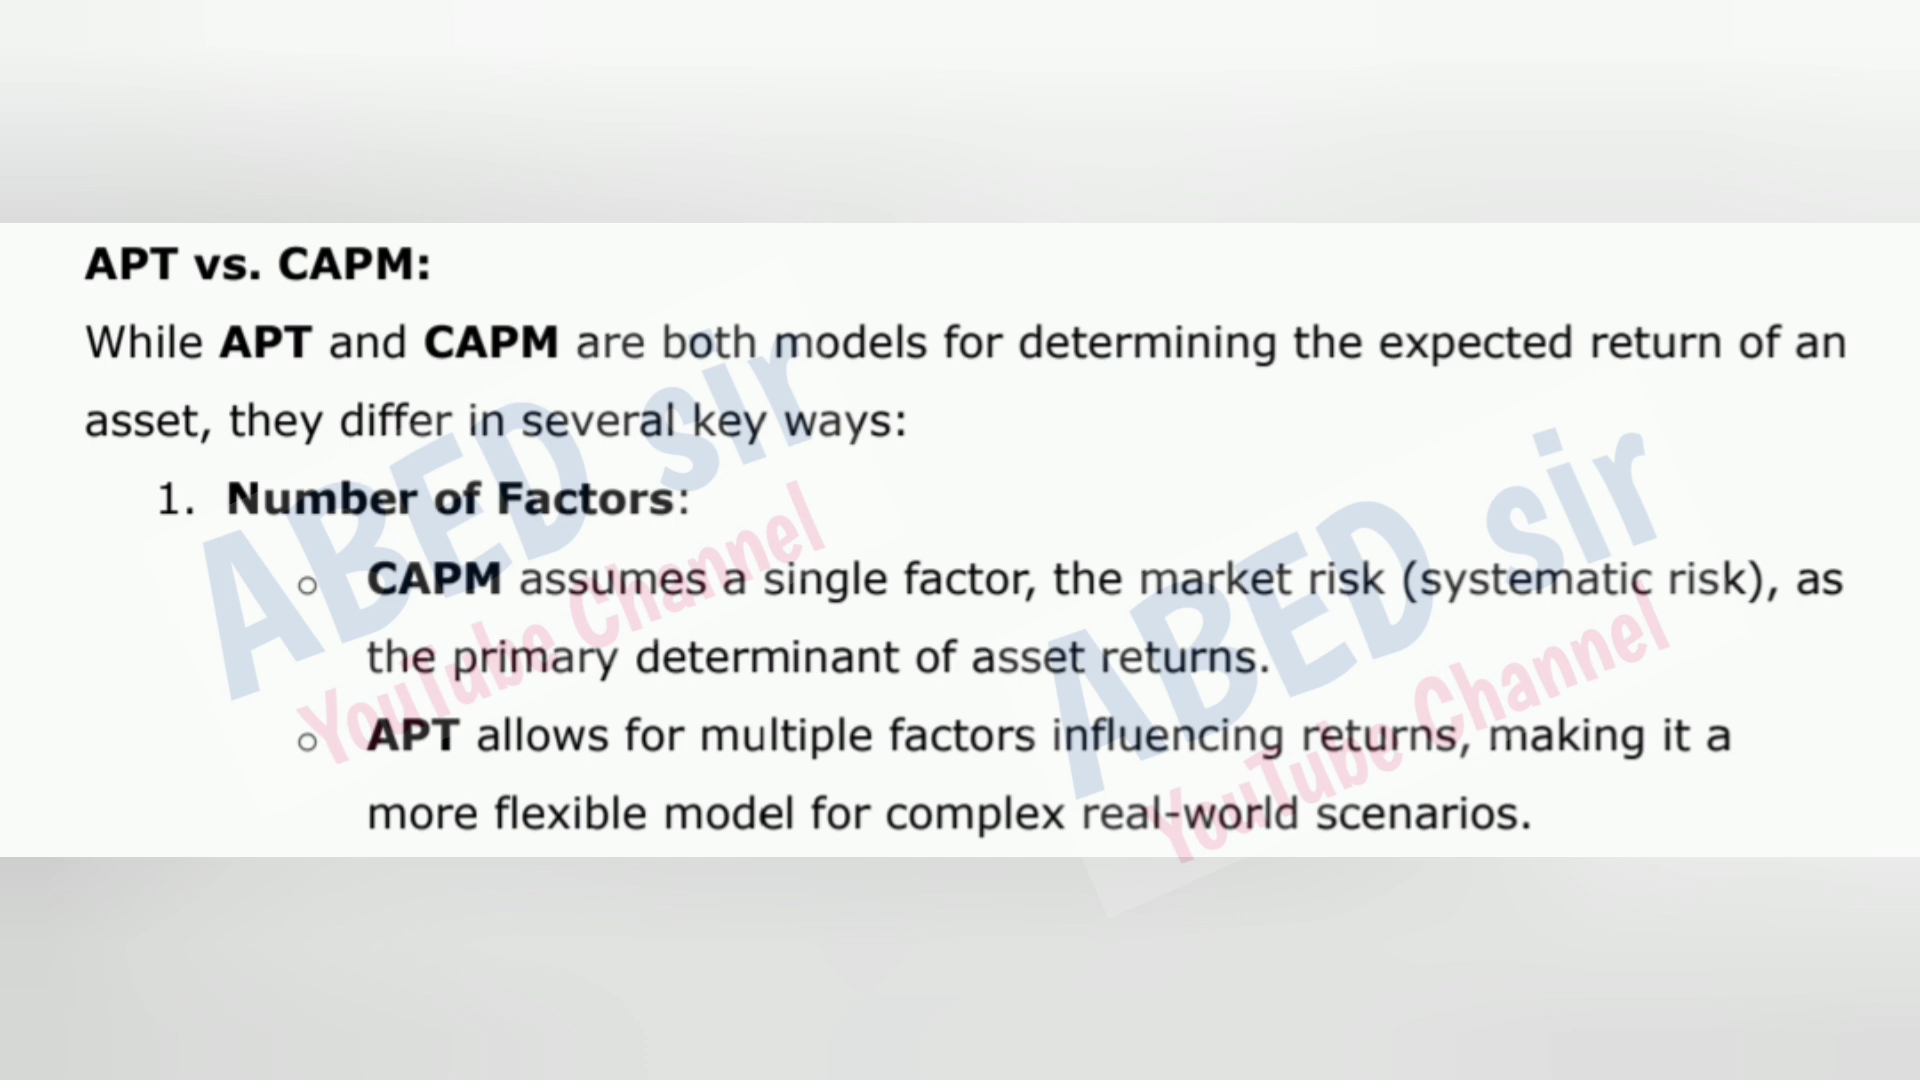 APT vs. CAPM:
While APT and CAPM are both models for determining the expected return of an
asset, they differ in several key ways:
1. Number of Factors:
○ CAPM assumes a single factor, the market risk (systematic risk), as
the primary determinant of asset returns.
○ APT allows for multiple factors influencing returns, making it a
more flexible model for complex real-world scenarios.
ABED sir
YouTube Channel
ABED sir
YouTube Channel